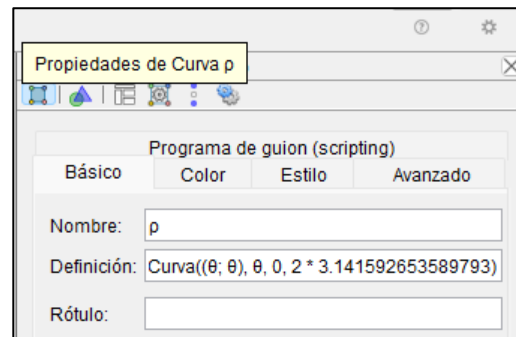 Propiedades de Curva ρ
Programa de guion (scripting)
Básico Color Estilo Avanzado
Nombre: ρ
Definición: Curva((θ; θ), θ, 0, 2 * 3.141592653589793)
Rótulo: